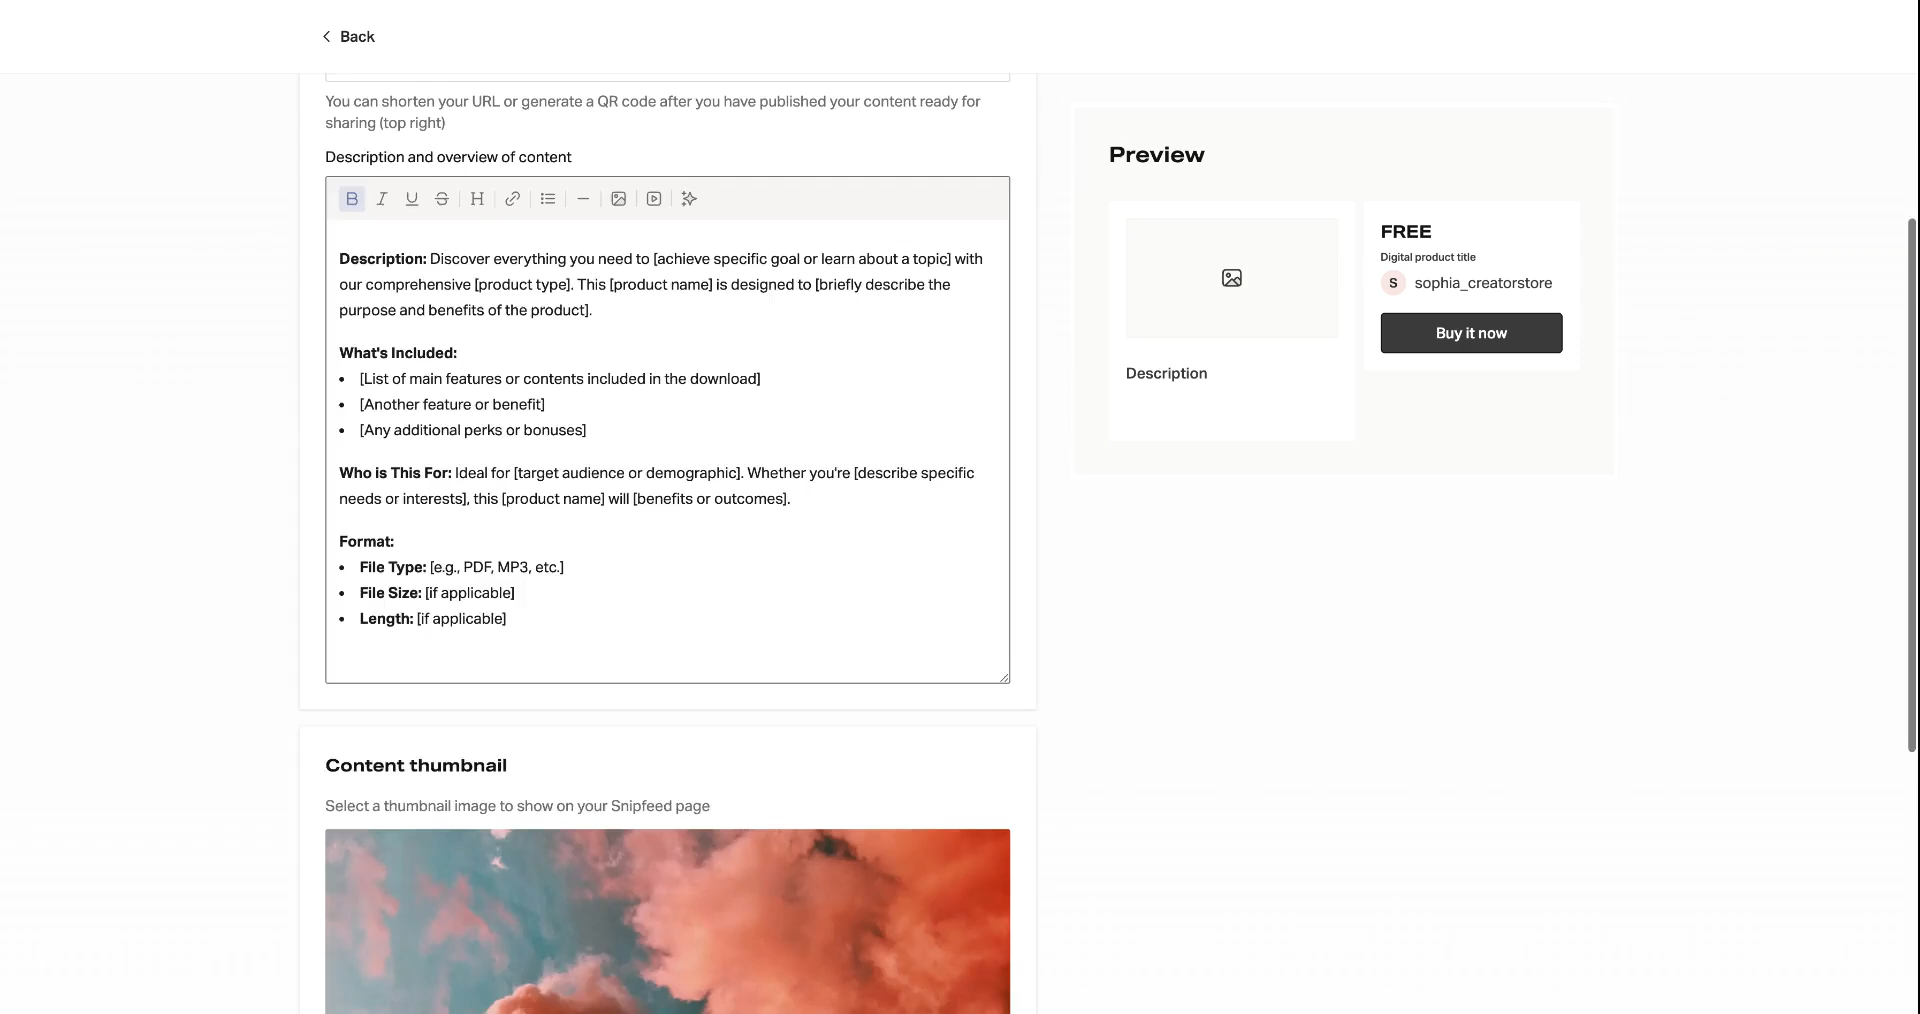 Back
You can shorten your URL or generate a QR code after you have published your content ready for
sharing (top right)
Description and overview of content
B I U S H
Description: Discover everything you need to [achieve specific goal or learn about a topic] with
our comprehensive [product type]. This [product name] is designed to [briefly describe the
purpose and benefits of the product].
What's Included:
• [List of main features or contents included in the download]
• [Another feature or benefit]
• [Any additional perks or bonuses]
Who is This For: Ideal for [target audience or demographic]. Whether you're [describe specific
needs or interests], this [product name] will [benefits or outcomes].
Format:
• File Type: [e.g., PDF, MP3, etc.]
• File Size: [if applicable]
• Length: [if applicable]
Content thumbnail
Select a thumbnail image to show on your Snipfeed page
Preview
Description
FREE
Digital product title
S sophia_creatorstore
Buy it now